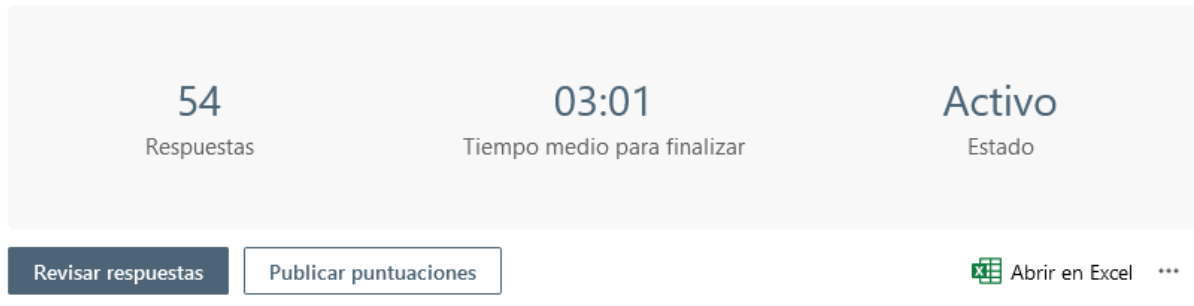 54 03:01 Activo
Respuestas Tiempo medio para finalizar Estado
Revisar respuestas Publicar puntuaciones Abrir en Excel ...